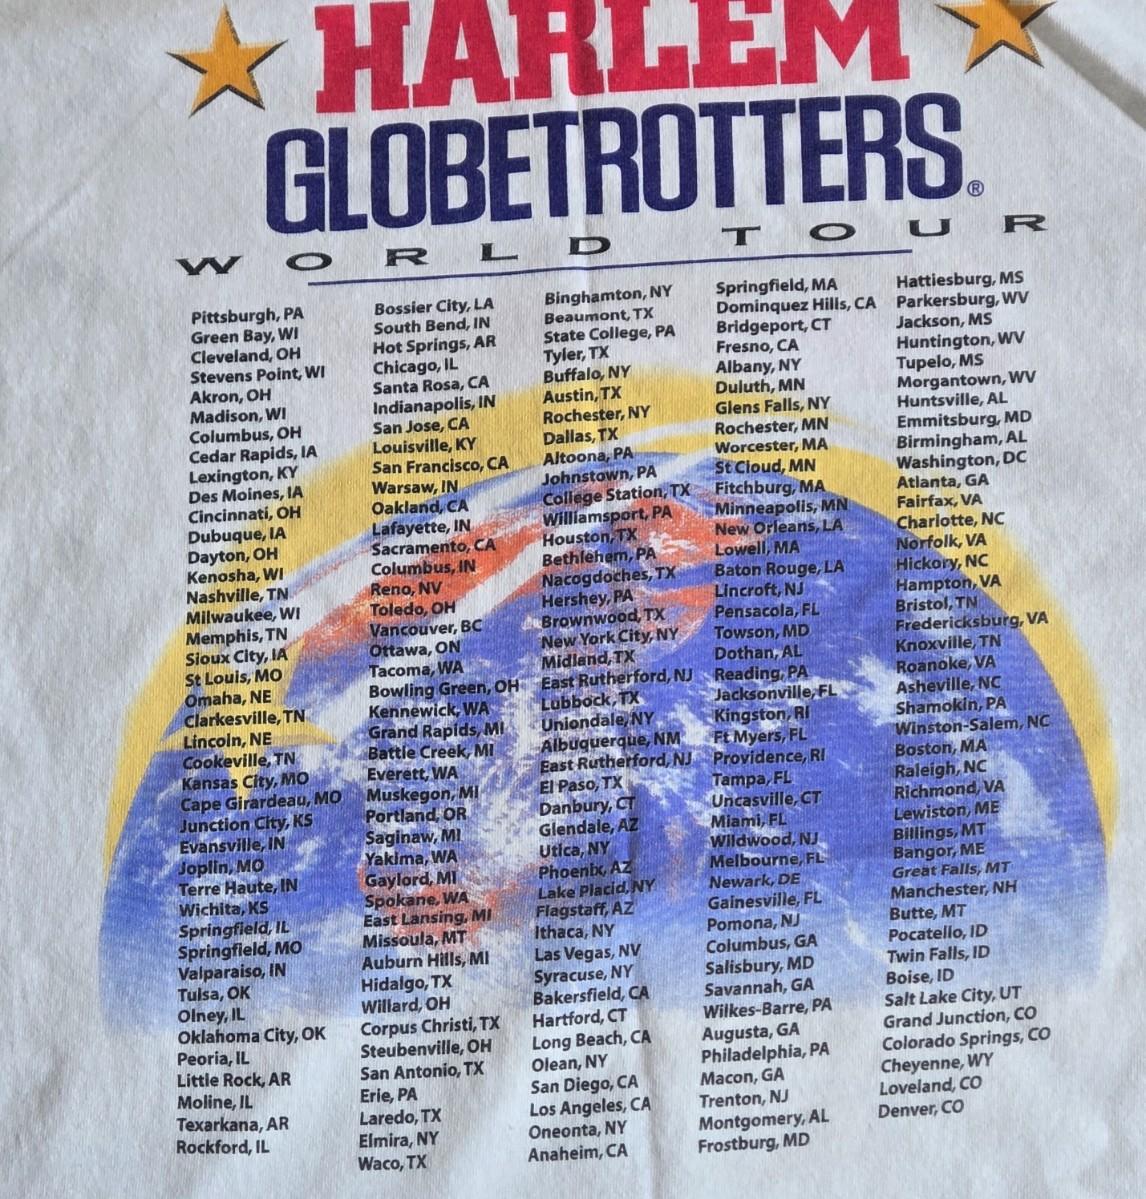 HARLEM
GLOBETROTTERS®
WORLD TOUR
Pittsburgh, PA
Green Bay, WI
Cleveland, OH
Stevens Point, WI
Akron, OH
Madison, WI
Columbus, OH
Cedar Rapids, IA
Lexington, KY
Des Moines, IA
Cincinnati, OH
Dubuque, IA
Dayton, OH
Kenosha, WI
Nashville, TN
Milwaukee, WI
Memphis, TN
Sioux City, IA
St Louis, MO
Omaha, NE
Clarkesville, TN
Lincoln, NE
Cookeville, TN
Kansas City, MO
Cape Girardeau, MO
Junction City, KS
Evansville, IN
Joplin, MO
Terre Haute, IN
Wichita, KS
Springfield, IL
Springfield, MO
Valparaiso, IN
Tulsa, OK
Olney, IL
Oklahoma City, OK
Peoria, IL
Little Rock, AR
Moline, IL
Texarkana, AR
Rockford, IL
Bossier City, LA
South Bend, IN
Hot Springs, AR
Chicago, IL
Santa Rosa, CA
Indianapolis, IN
San Jose, CA
Louisville, KY
San Francisco, CA
Warsaw, IN
Oakland, CA
Lafayette, IN
Sacramento, CA
Columbus, IN
Reno, NV
Toledo, OH
Vancouver, BC
Ottawa, ON
Tacoma, WA
Bowling Green, OH
Kennewick, WA
Grand Rapids, MI
Battle Creek, MI
Everett, WA
Muskegon, MI
Portland, OR
Saginaw, MI
Yakima, WA
Gaylord, MI
Spokane, WA
East Lansing, MI
Missoula, MT
Auburn Hills, MI
Hidalgo, TX
Willard, OH
Corpus Christi, TX
Steubenville, OH
San Antonio, TX
Erie, PA
Laredo, TX
Elmira, NY
Waco, TX
Binghamton, NY
Beaumont, TX
State College, PA
Tyler, TX
Buffalo, NY
Austin, TX
Rochester, NY
Dallas, TX
Altoona, PA
Johnstown, PA
College Station, TX
Williamsport, PA
Houston, TX
Bethlehem, PA
Nacogdoches, TX
Hershey, PA
Brownwood, TX
New York City, NY
Midland, TX
East Rutherford, NJ
Lubbock, TX
Uniondale, NY
Albuquerque, NM
East Rutherford, NJ
El Paso, TX
Danbury, CT
Glendale, AZ
Utica, NY
Phoenix, AZ
Lake Placid, NY
Flagstaff, AZ
Ithaca, NY
Las Vegas, NV
Syracuse, NY
Bakersfield, CA
Hartford, CT
Long Beach, CA
Olean, NY
San Diego, CA
Los Angeles, CA
Oneonta, NY
Anaheim, CA
Springfield, MA
Dominquez Hills, CA
Bridgeport, CT
Fresno, CA
Albany, NY
Duluth, MN
Glens Falls, NY
Rochester, MN
Worcester, MA
St Cloud, MN
Fitchburg, MA
Minneapolis, MN
New Orleans, LA
Lowell, MA
Baton Rouge, LA
Lincroft, NJ
Pensacola, FL
Towson, MD
Dothan, AL
Reading, PA
Jacksonville, FL
Kingston, RI
Ft Myers, FL
Providence, RI
Tampa, FL
Uncasville, CT
Miami, FL
Wildwood, NJ
Melbourne, FL
Newark, DE
Gainesville, FL
Pomona, NJ
Columbus, GA
Salisbury, MD
Savannah, GA
Wilkes-Barre, PA
Augusta, GA
Philadelphia, PA
Macon, GA
Trenton, NJ
Montgomery, AL
Frostburg, MD
Hattiesburg, MS
Parkersburg, WV
Jackson, MS
Huntington, WV
Tupelo, MS
Morgantown, WV
Huntsville, AL
Emmitsburg, MD
Birmingham, AL
Washington, DC
Atlanta, GA
Fairfax, VA
Charlotte, NC
Norfolk, VA
Hickory, NC
Hampton, VA
Bristol, TN
Fredericksburg, VA
Knoxville, TN
Roanoke, VA
Asheville, NC
Shamokin, PA
Winston-Salem, NC
Boston, MA
Raleigh, NC
Richmond, VA
Lewiston, ME
Billings, MT
Bangor, ME
Great Falls, MT
Manchester, NH
Butte, MT
Pocatello, ID
Twin Falls, ID
Boise, ID
Salt Lake City, UT
Grand Junction, CO
Colorado Springs, CO
Cheyenne, WY
Loveland, CO
Denver, CO